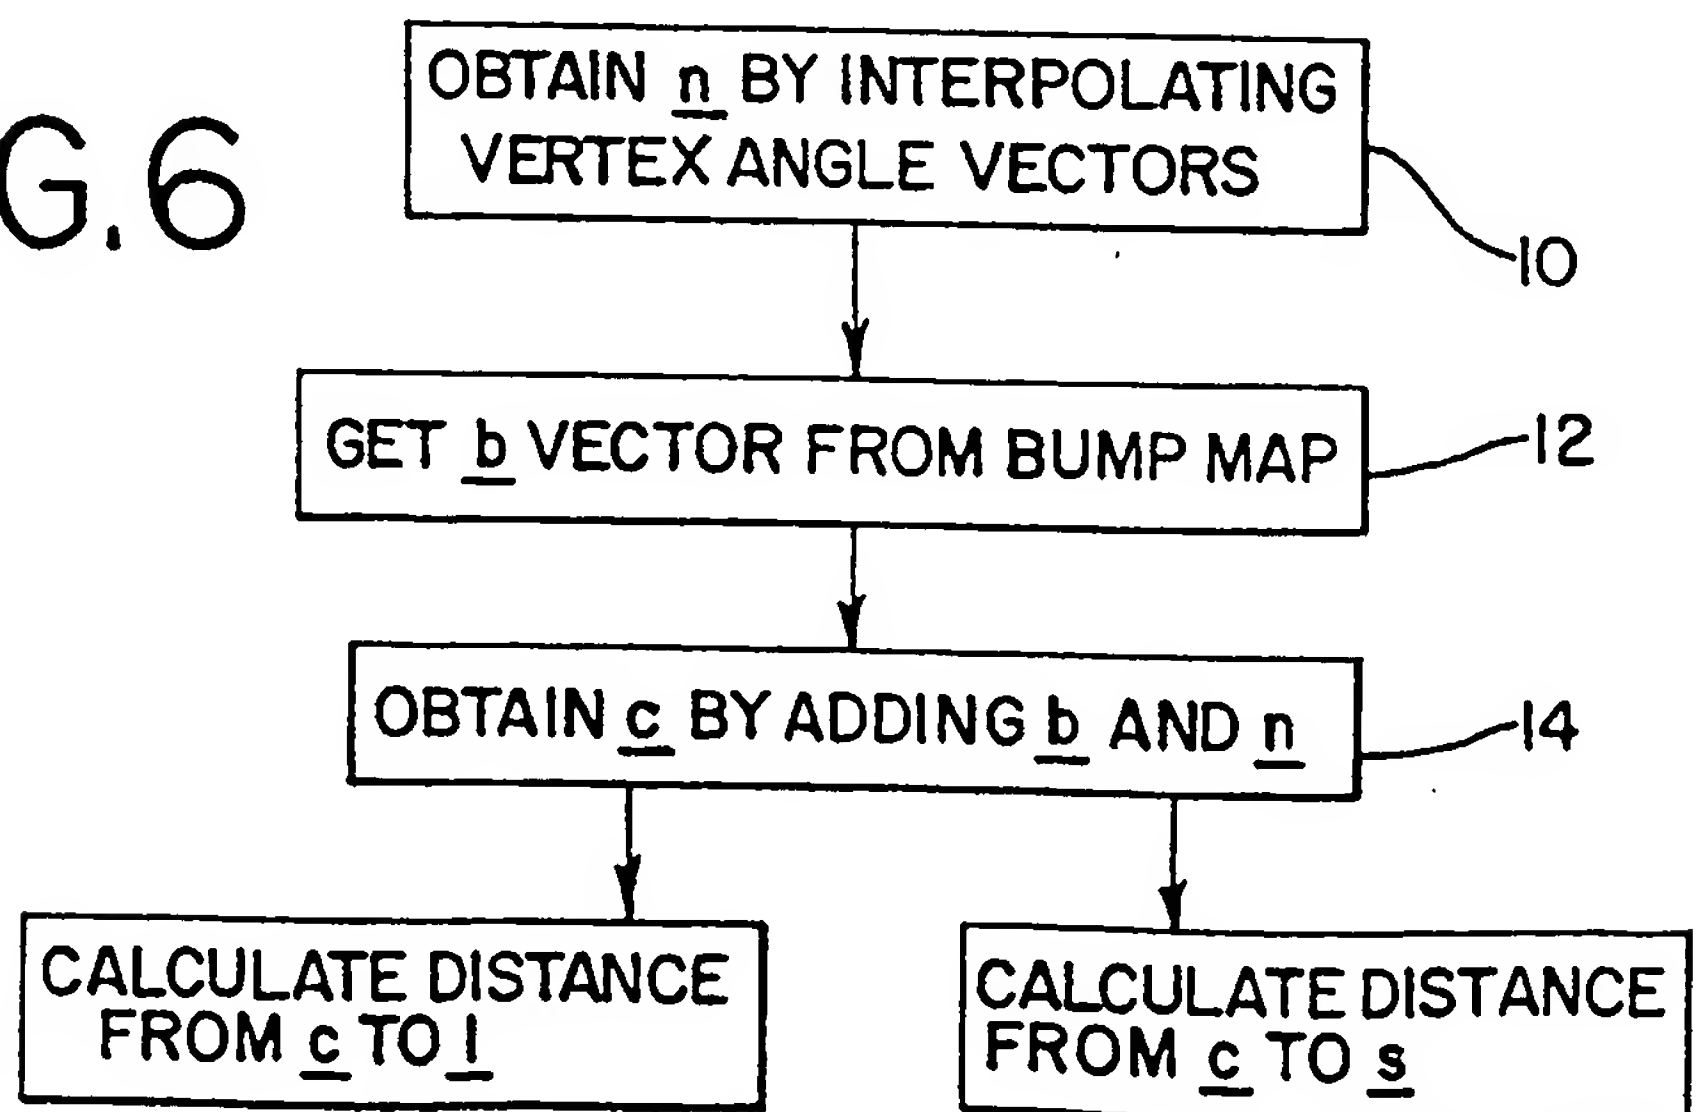 G.6
OBTAIN n BY INTERPOLATING
VERTEX ANGLE VECTORS
10
GET b VECTOR FROM BUMP MAP
12
OBTAIN c BY ADDING b AND n
14
CALCULATE DISTANCE
FROM c TO l
CALCULATE DISTANCE
FROM c TO s